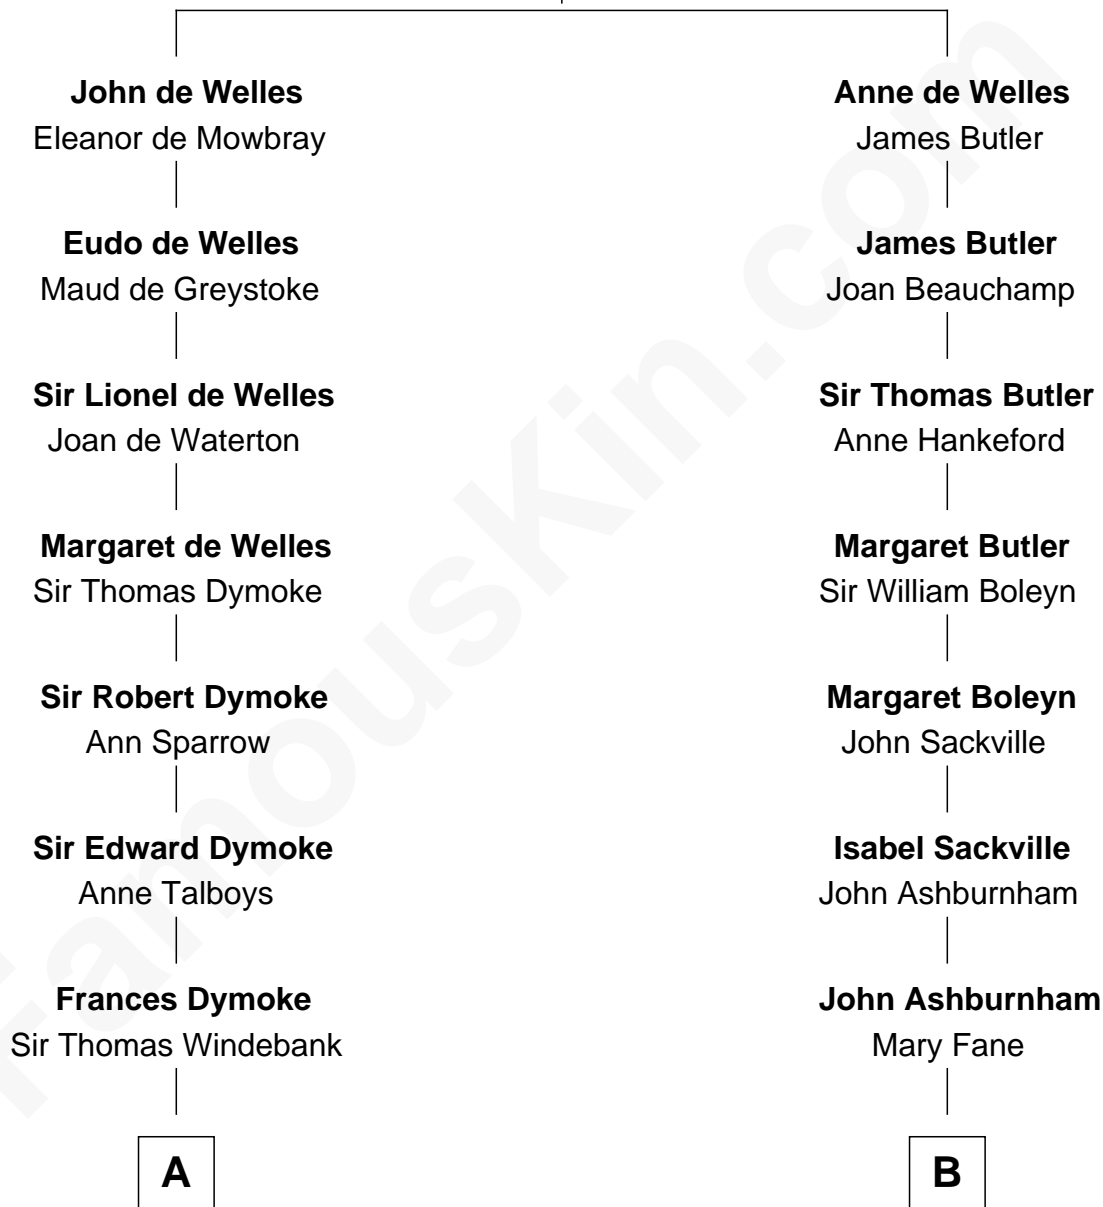 John de Welles
Eleanor de Mowbray
Eudo de Welles
Maud de Greystoke
Sir Lionel de Welles
Joan de Waterton
Margaret de Welles
Sir Thomas Dymoke
Sir Robert Dymoke
Ann Sparrow
Sir Edward Dymoke
Anne Talboys
Frances Dymoke
Sir Thomas Windebank
A
Anne de Welles
James Butler
James Butler
Joan Beauchamp
Sir Thomas Butler
Anne Hankeford
Margaret Butler
Sir William Boleyn
Margaret Boleyn
John Sackville
Isabel Sackville
John Ashburnham
John Ashburnham
Mary Fane
B
FamousKin.com